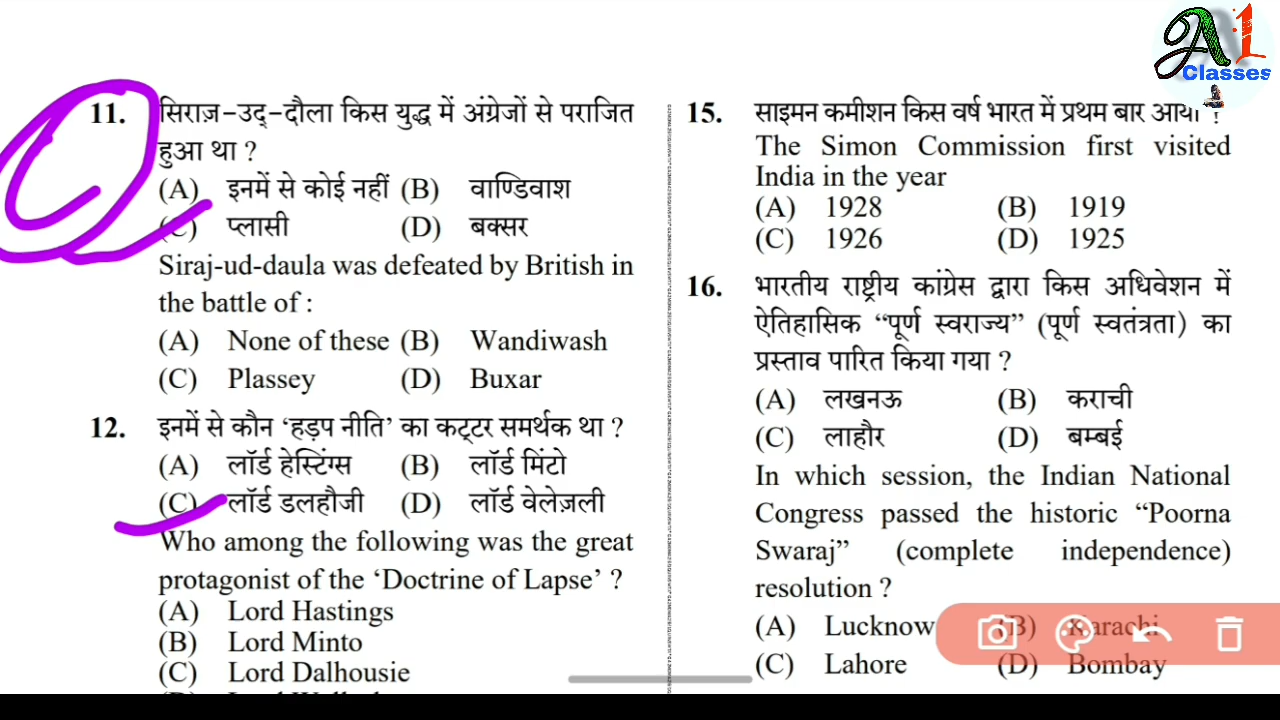 A1
Classes
11. सिराज़-उद्-दौला किस युद्ध में अंग्रेजों से पराजित
हुआ था ?
(A) इनमें से कोई नहीं (B) वाण्डिवाश
(C) प्लासी (D) बक्सर
Siraj-ud-daula was defeated by British in
the battle of :
(A) None of these (B) Wandiwash
(C) Plassey (D) Buxar
12. इनमें से कौन ‘हड़प नीति’ का कट्टर समर्थक था ?
(A) लॉर्ड हेस्टिंग्स (B) लॉर्ड मिंटो
(C) लॉर्ड डलहौजी (D) लॉर्ड वेलेज़ली
Who among the following was the great
protagonist of the ‘Doctrine of Lapse’ ?
(A) Lord Hastings
(B) Lord Minto
(C) Lord Dalhousie
15. साइमन कमीशन किस वर्ष भारत में प्रथम बार आया ?
The Simon Commission first visited
India in the year
(A) 1928 (B) 1919
(C) 1926 (D) 1925
16. भारतीय राष्ट्रीय कांग्रेस द्वारा किस अधिवेशन में
ऐतिहासिक “पूर्ण स्वराज्य” (पूर्ण स्वतंत्रता) का
प्रस्ताव पारित किया गया ?
(A) लखनऊ (B) कराची
(C) लाहौर (D) बम्बई
In which session, the Indian National
Congress passed the historic “Poorna
Swaraj” (complete independence)
resolution ?
(A) Lucknow (B) Karachi
(C) Lahore (D) Bombay